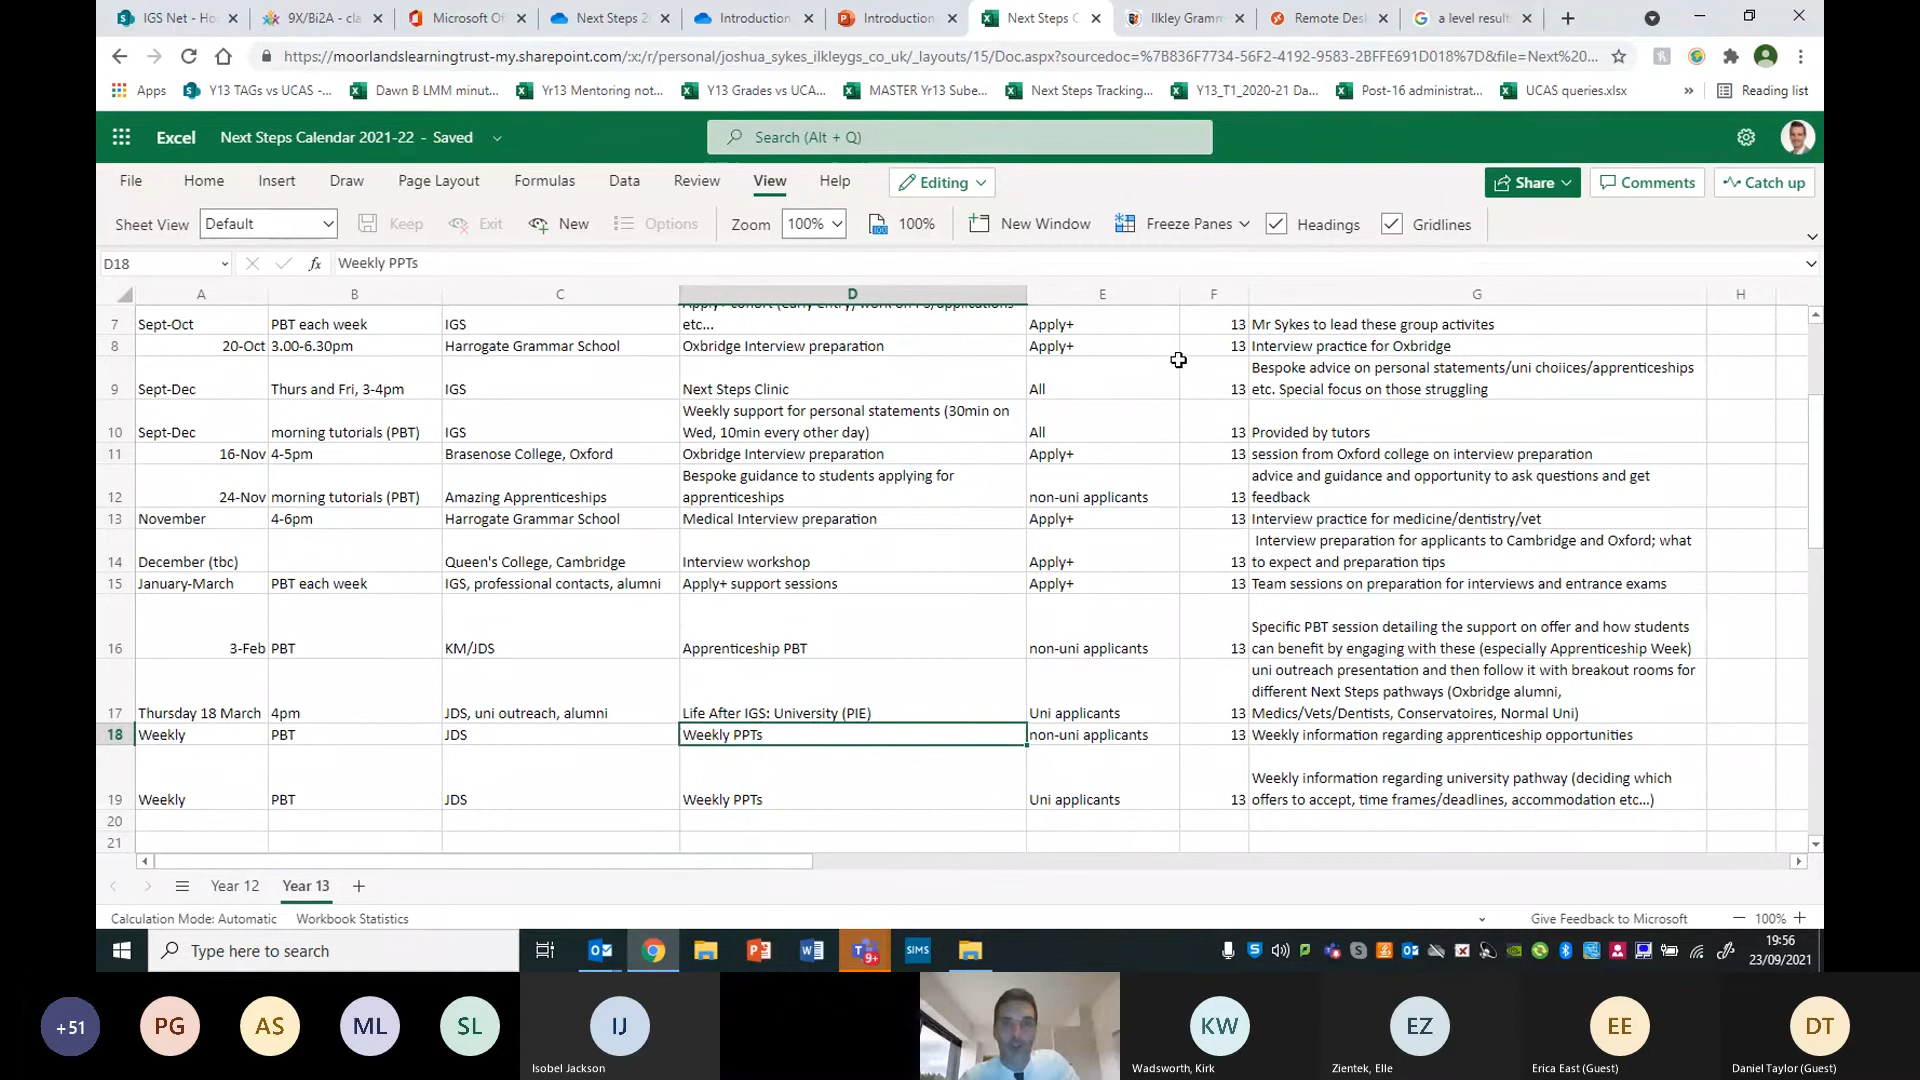 IGS Net - Ho
9X/Bi2A - cla
Microsoft Of
Next Steps 2
Introduction
Introduction
Next Steps C
Ilkley Gramm
Remote Desk
a level result
https://moorlandslearningtrust-my.sharepoint.com/:x:/r/personal/joshua_sykes_ilkleygs_co_uk/_layouts/15/Doc.aspx?sourcedoc=%7B836F7734-56F2-4192-9583-2BFFE691D018%7D&file=Next%20...
Apps
Y13 TAGs vs UCAS -...
Dawn B LMM minut...
Yr13 Mentoring not...
Y13 Grades vs UCA...
MASTER Yr13 Sube...
Next Steps Tracking...
Y13_T1_2020-21 Da...
Post-16 administrat...
UCAS queries.xlsx
»
Reading list
Excel
Next Steps Calendar 2021-22 - Saved
Search (Alt + Q)
File Home Insert Draw Page Layout Formulas Data Review View Help Editing
Share Comments Catch up
Sheet View Default Keep Exit New Options Zoom 100% 100% New Window Freeze Panes Headings Gridlines
D18 fx Weekly PPTs
A B C D E F G H
Apply+ cohort (early entry) work on PS/applications
7 Sept-Oct PBT each week IGS etc... Apply+ 13 Mr Sykes to lead these group activites
8 20-Oct 3.00-6.30pm Harrogate Grammar School Oxbridge Interview preparation Apply+ 13 Interview practice for Oxbridge
Bespoke advice on personal statements/uni choiices/apprenticeships
9 Sept-Dec Thurs and Fri, 3-4pm IGS Next Steps Clinic All 13 etc. Special focus on those struggling
Weekly support for personal statements (30min on
10 Sept-Dec morning tutorials (PBT) IGS Wed, 10min every other day) All 13 Provided by tutors
11 16-Nov 4-5pm Brasenose College, Oxford Oxbridge Interview preparation Apply+ 13 session from Oxford college on interview preparation
Bespoke guidance to students applying for advice and guidance and opportunity to ask questions and get
12 24-Nov morning tutorials (PBT) Amazing Apprenticeships apprenticeships non-uni applicants 13 feedback
13 November 4-6pm Harrogate Grammar School Medical Interview preparation Apply+ 13 Interview practice for medicine/dentistry/vet
Interview preparation for applicants to Cambridge and Oxford; what
14 December (tbc) Queen's College, Cambridge Interview workshop Apply+ 13 to expect and preparation tips
15 January-March PBT each week IGS, professional contacts, alumni Apply+ support sessions Apply+ 13 Team sessions on preparation for interviews and entrance exams
Specific PBT session detailing the support on offer and how students
16 3-Feb PBT KM/JDS Apprenticeship PBT non-uni applicants 13 can benefit by engaging with these (especially Apprenticeship Week)
uni outreach presentation and then follow it with breakout rooms for
different Next Steps pathways (Oxbridge alumni,
17 Thursday 18 March 4pm JDS, uni outreach, alumni Life After IGS: University (PIE) Uni applicants 13 Medics/Vets/Dentists, Conservatoires, Normal Uni)
18 Weekly PBT JDS Weekly PPTs non-uni applicants 13 Weekly information regarding apprenticeship opportunities
Weekly information regarding university pathway (deciding which
19 Weekly PBT JDS Weekly PPTs Uni applicants 13 offers to accept, time frames/deadlines, accommodation etc...)
20
21
Year 12 Year 13
Calculation Mode: Automatic Workbook Statistics Give Feedback to Microsoft 100%
Type here to search
9+
SIMS
19:56
23/09/2021
+51 PG AS ML SL IJ KW EZ EE DT
Isobel Jackson
Wadsworth, Kirk
Zientek, Elle
Erica East (Guest)
Daniel Taylor (Guest)